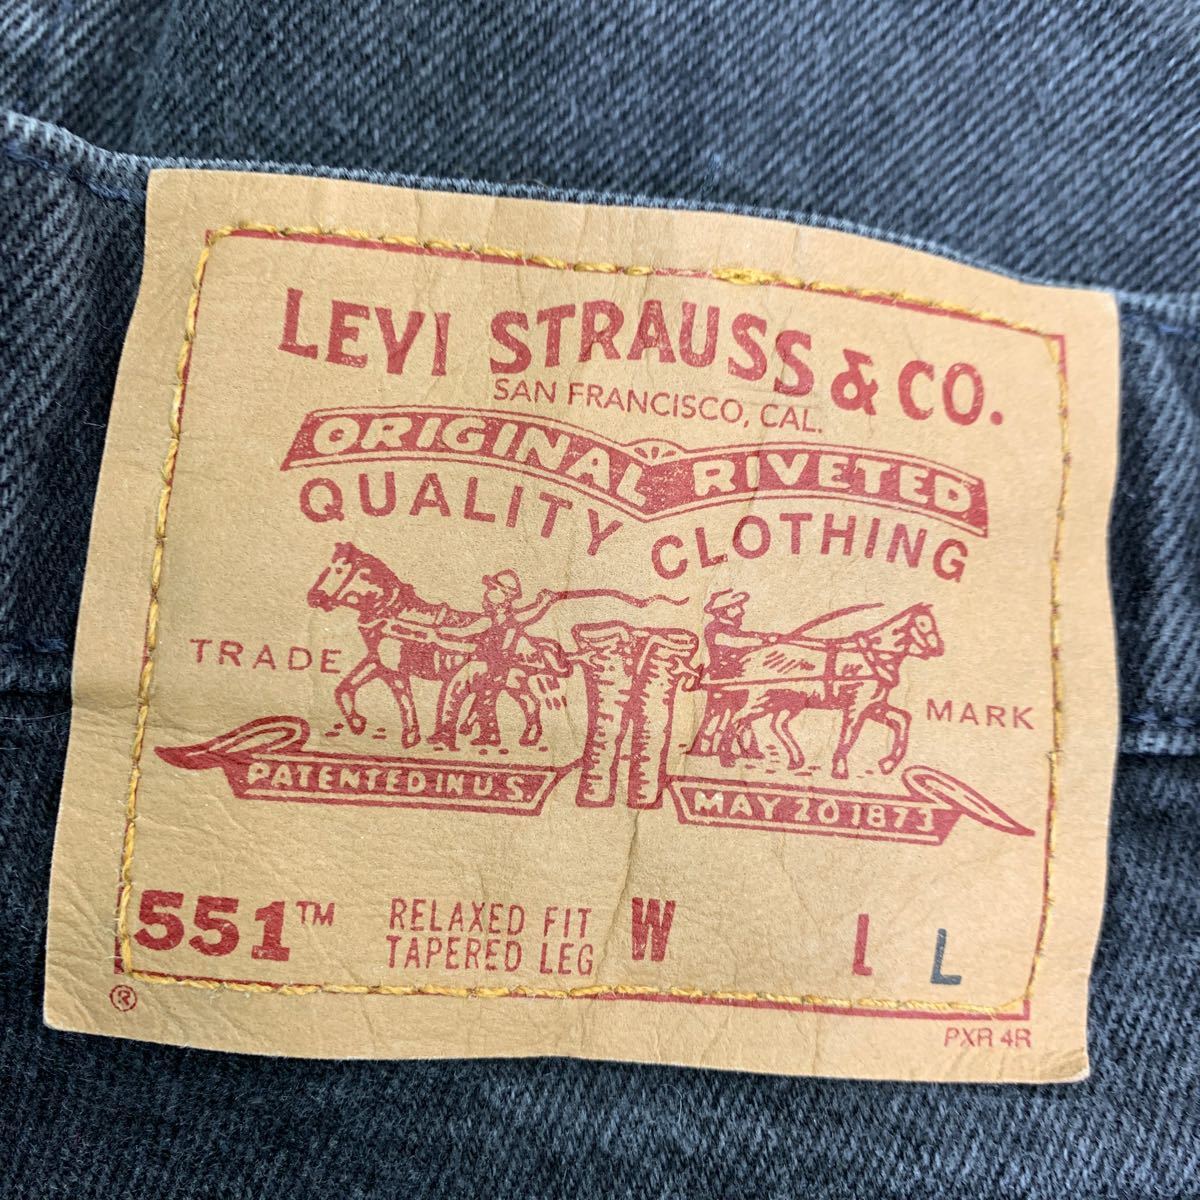 LEVI STRAUSS & CO.
SAN FRANCISCO, CAL.
ORIGINAL RIVETED
QUALITY CLOTHING
TRADE MARK
PATENTED IN U.S. MAY 20 1873
551™ RELAXED FIT W L L
TAPERED LEG
® PXR 4R